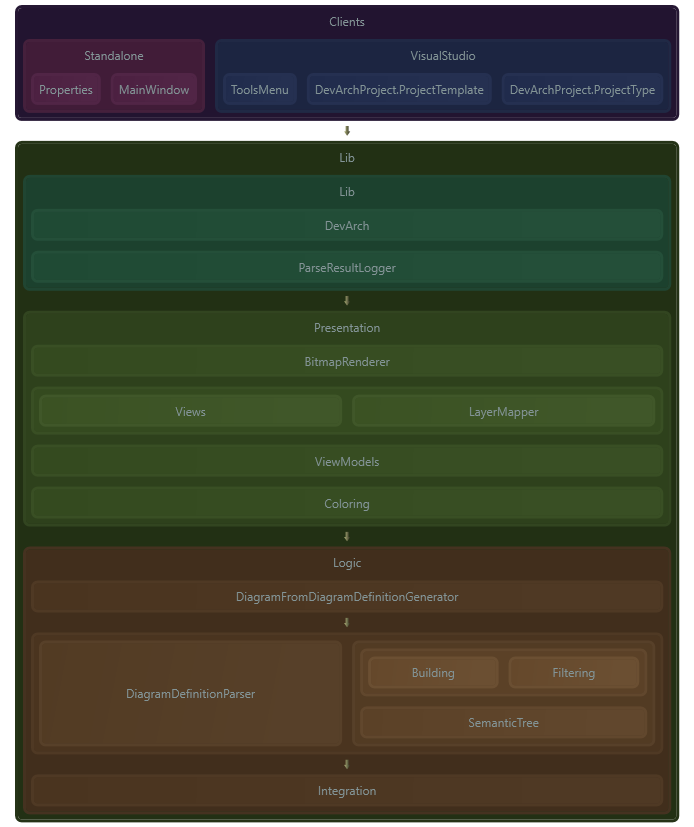 Clients
Standalone
VisualStudio
Properties
MainWindow
ToolsMenu
DevArchProject.ProjectTemplate
DevArchProject.ProjectType
Lib
Lib
DevArch
ParseResultLogger
Presentation
BitmapRenderer
Views
LayerMapper
ViewModels
Coloring
Logic
DiagramFromDiagramDefinitionGenerator
DiagramDefinitionParser
Building
Filtering
SemanticTree
Integration